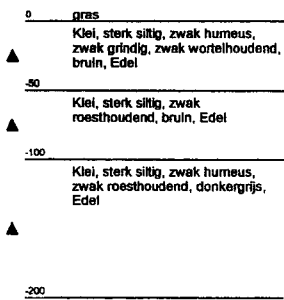 0 gras
Klei, sterk siltig, zwak humeus,
zwak grindig, zwak wortelhoudend,
bruin, Edel
-50
Klei, sterk siltig, zwak
roesthoudend, bruin, Edel
-100
Klei, sterk siltig, zwak humeus,
zwak roesthoudend, donkergrijs,
Edel
-200